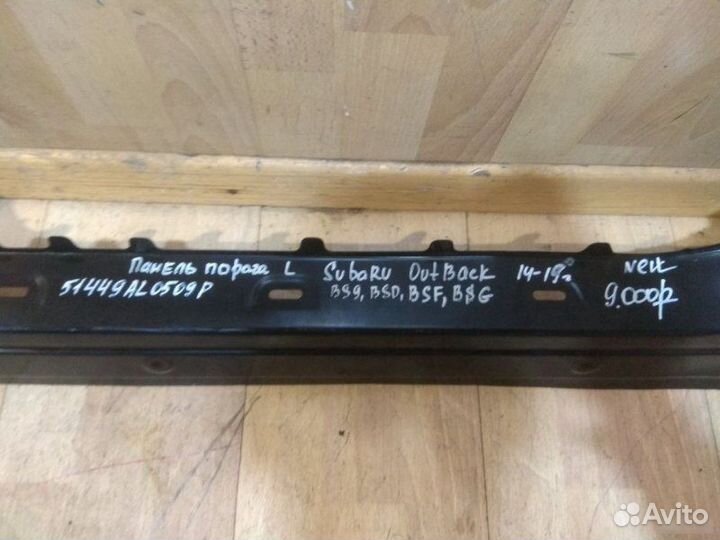 Панель порога L Subaru OutBack 14-19г New
51449AL0509P BS9, BSD, BSF, BSG 9.000р
Avito